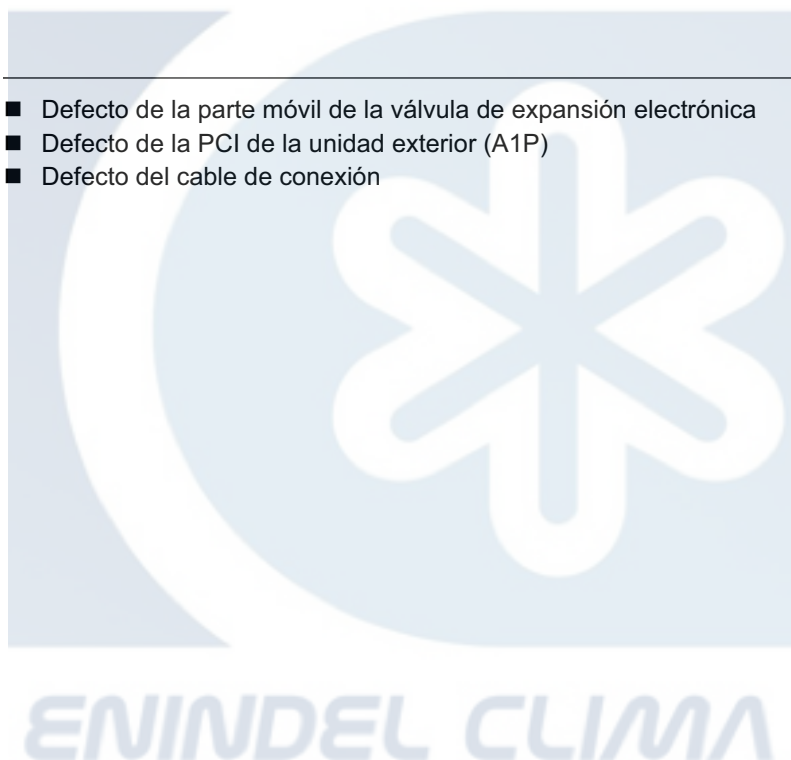 ■ Defecto de la parte móvil de la válvula de expansión electrónica
■ Defecto de la PCI de la unidad exterior (A1P)
■ Defecto del cable de conexión
ENINDEL CLIMA